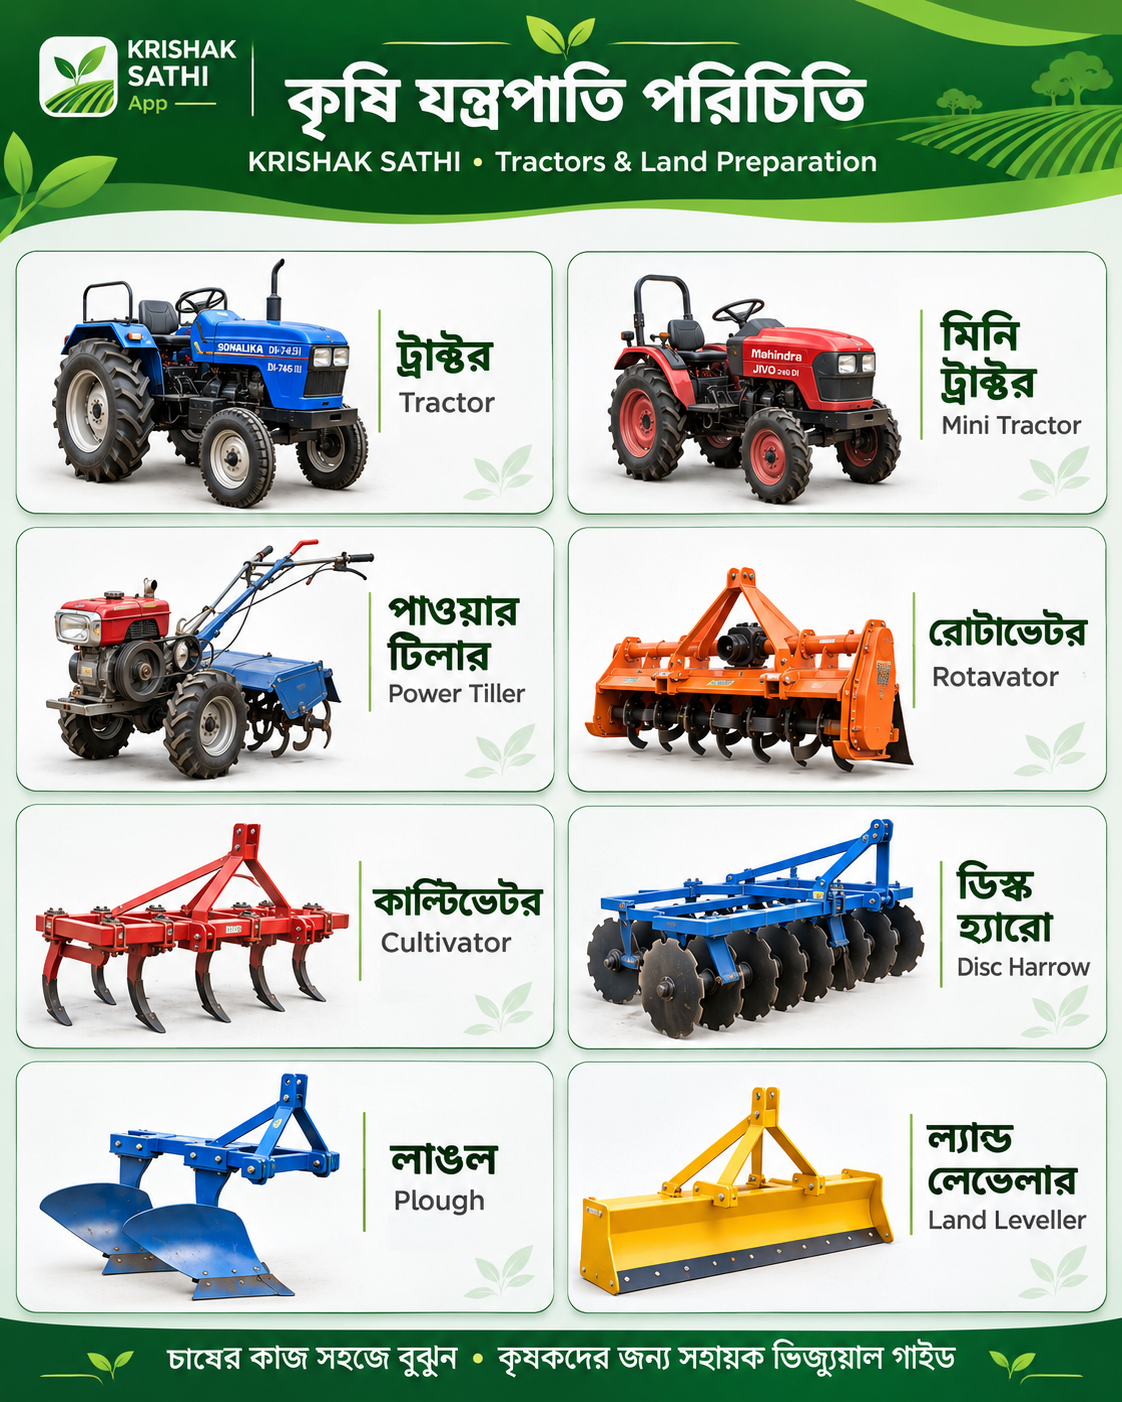 KRISHAK
SATHI
App
কৃষি যন্ত্রপাতি পরিচিতি
KRISHAK SATHI • Tractors & Land Preparation
SONALIKA
DI-745 III
ট্রাক্টর
Tractor
Mahindra
JIVO
DI
মিনি
ট্রাক্টর
Mini Tractor
পাওয়ার
টিলার
Power Tiller
রোটাভেটর
Rotavator
কাল্টিভেটর
Cultivator
ডিস্ক
হ্যারো
Disc Harrow
লাঙল
Plough
ল্যান্ড
লেভেলার
Land Leveller
চাষের কাজ সহজে বুঝুন • কৃষকদের জন্য সহায়ক ভিজ্যুয়াল গাইড